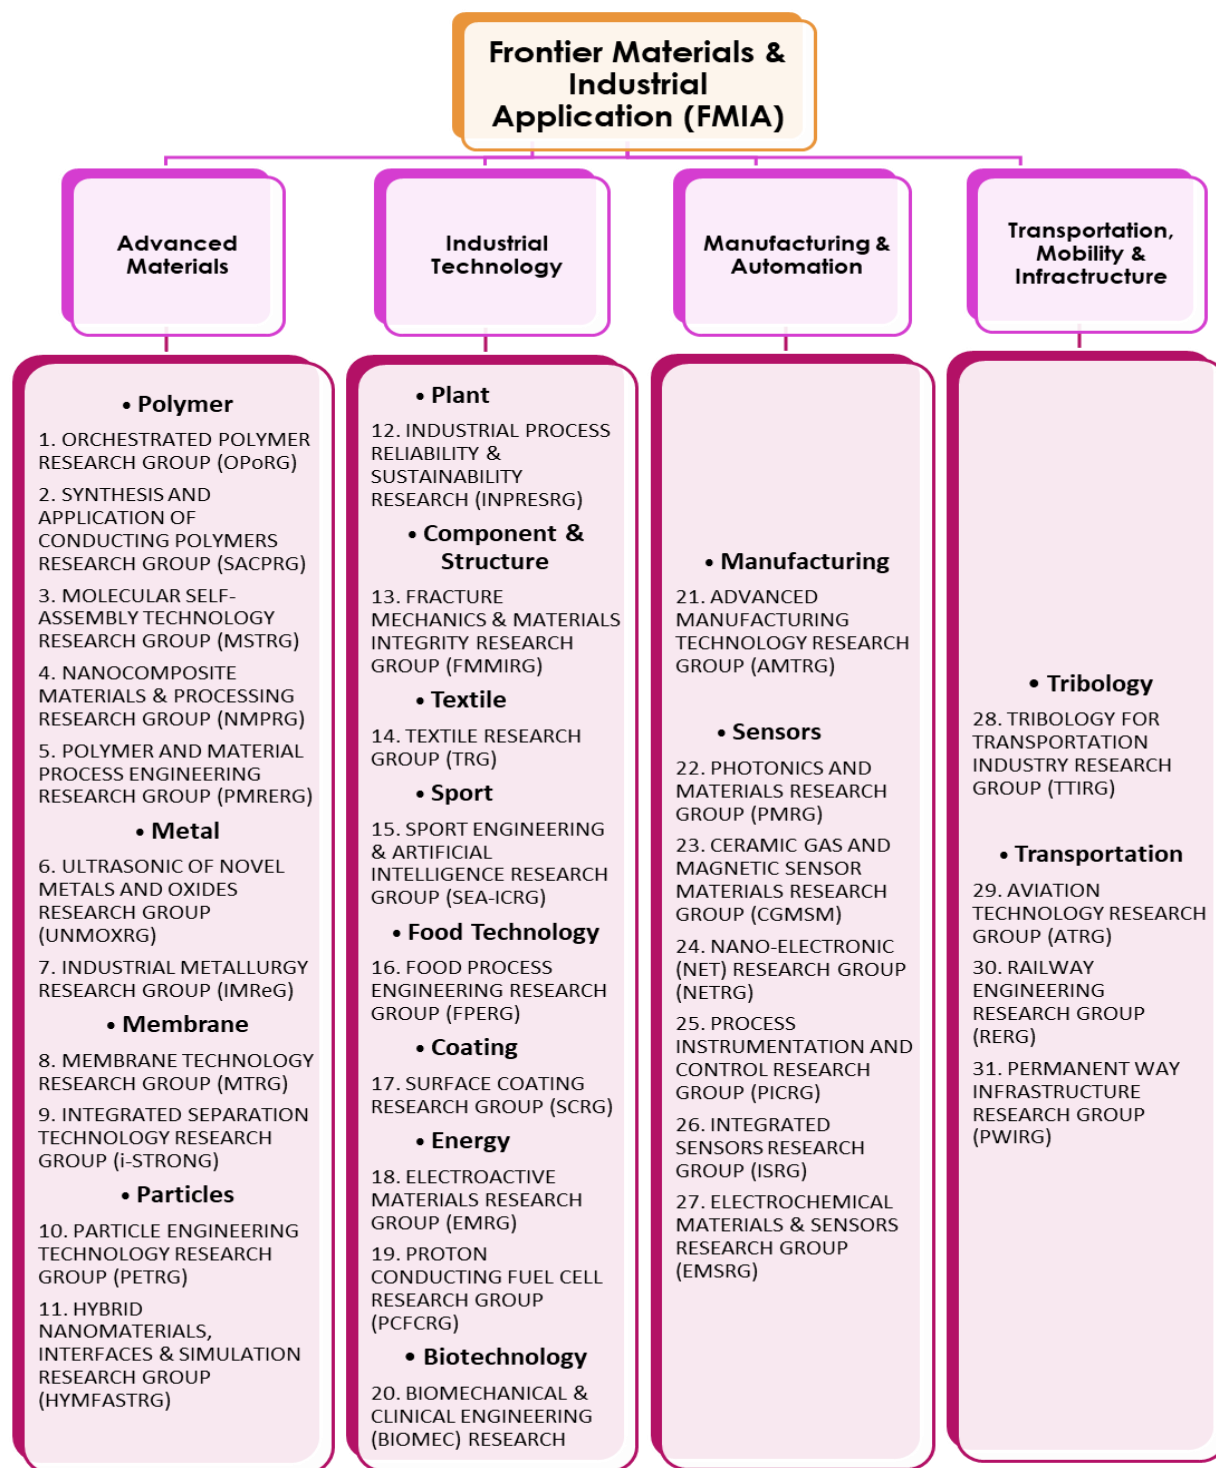 Frontier Materials &
Industrial
Application (FMIA)
Advanced
Materials
Industrial
Technology
Manufacturing &
Automation
Transportation,
Mobility &
Infractructure
• Polymer
1. ORCHESTRATED POLYMER
RESEARCH GROUP (OPoRG)
2. SYNTHESIS AND
APPLICATION OF
CONDUCTING POLYMERS
RESEARCH GROUP (SACPRG)
3. MOLECULAR SELF-
ASSEMBLY TECHNOLOGY
RESEARCH GROUP (MSTRG)
4. NANOCOMPOSITE
MATERIALS & PROCESSING
RESEARCH GROUP (NMPRG)
5. POLYMER AND MATERIAL
PROCESS ENGINEERING
RESEARCH GROUP (PMRERG)
• Metal
6. ULTRASONIC OF NOVEL
METALS AND OXIDES
RESEARCH GROUP
(UNMOXRG)
7. INDUSTRIAL METALLURGY
RESEARCH GROUP (IMReG)
• Membrane
8. MEMBRANE TECHNOLOGY
RESEARCH GROUP (MTRG)
9. INTEGRATED SEPARATION
TECHNOLOGY RESEARCH
GROUP (i-STRONG)
• Particles
10. PARTICLE ENGINEERING
TECHNOLOGY RESEARCH
GROUP (PETRG)
11. HYBRID
NANOMATERIALS,
INTERFACES & SIMULATION
RESEARCH GROUP
(HYMFASTRG)
• Plant
12. INDUSTRIAL PROCESS
RELIABILITY &
SUSTAINABILITY
RESEARCH (INPRESRG)
• Component &
Structure
13. FRACTURE
MECHANICS & MATERIALS
INTEGRITY RESEARCH
GROUP (FMMIRG)
• Textile
14. TEXTILE RESEARCH
GROUP (TRG)
• Sport
15. SPORT ENGINEERING
& ARTIFICIAL
INTELLIGENCE RESEARCH
GROUP (SEA-ICRG)
• Food Technology
16. FOOD PROCESS
ENGINEERING RESEARCH
GROUP (FPERG)
• Coating
17. SURFACE COATING
RESEARCH GROUP (SCRG)
• Energy
18. ELECTROACTIVE
MATERIALS RESEARCH
GROUP (EMRG)
19. PROTON
CONDUCTING FUEL CELL
RESEARCH GROUP
(PCFCRG)
• Biotechnology
20. BIOMECHANICAL &
CLINICAL ENGINEERING
(BIOMEC) RESEARCH
• Manufacturing
21. ADVANCED
MANUFACTURING
TECHNOLOGY RESEARCH
GROUP (AMTRG)
• Sensors
22. PHOTONICS AND
MATERIALS RESEARCH
GROUP (PMRG)
23. CERAMIC GAS AND
MAGNETIC SENSOR
MATERIALS RESEARCH
GROUP (CGMSM)
24. NANO-ELECTRONIC
(NET) RESEARCH GROUP
(NETRG)
25. PROCESS
INSTRUMENTATION AND
CONTROL RESEARCH
GROUP (PICRG)
26. INTEGRATED
SENSORS RESEARCH
GROUP (ISRG)
27. ELECTROCHEMICAL
MATERIALS & SENSORS
RESEARCH GROUP
(EMSRG)
• Tribology
28. TRIBOLOGY FOR
TRANSPORTATION
INDUSTRY RESEARCH
GROUP (TTIRG)
• Transportation
29. AVIATION
TECHNOLOGY RESEARCH
GROUP (ATRG)
30. RAILWAY
ENGINEERING
RESEARCH GROUP
(RERG)
31. PERMANENT WAY
INFRASTRUCTURE
RESEARCH GROUP
(PWIRG)